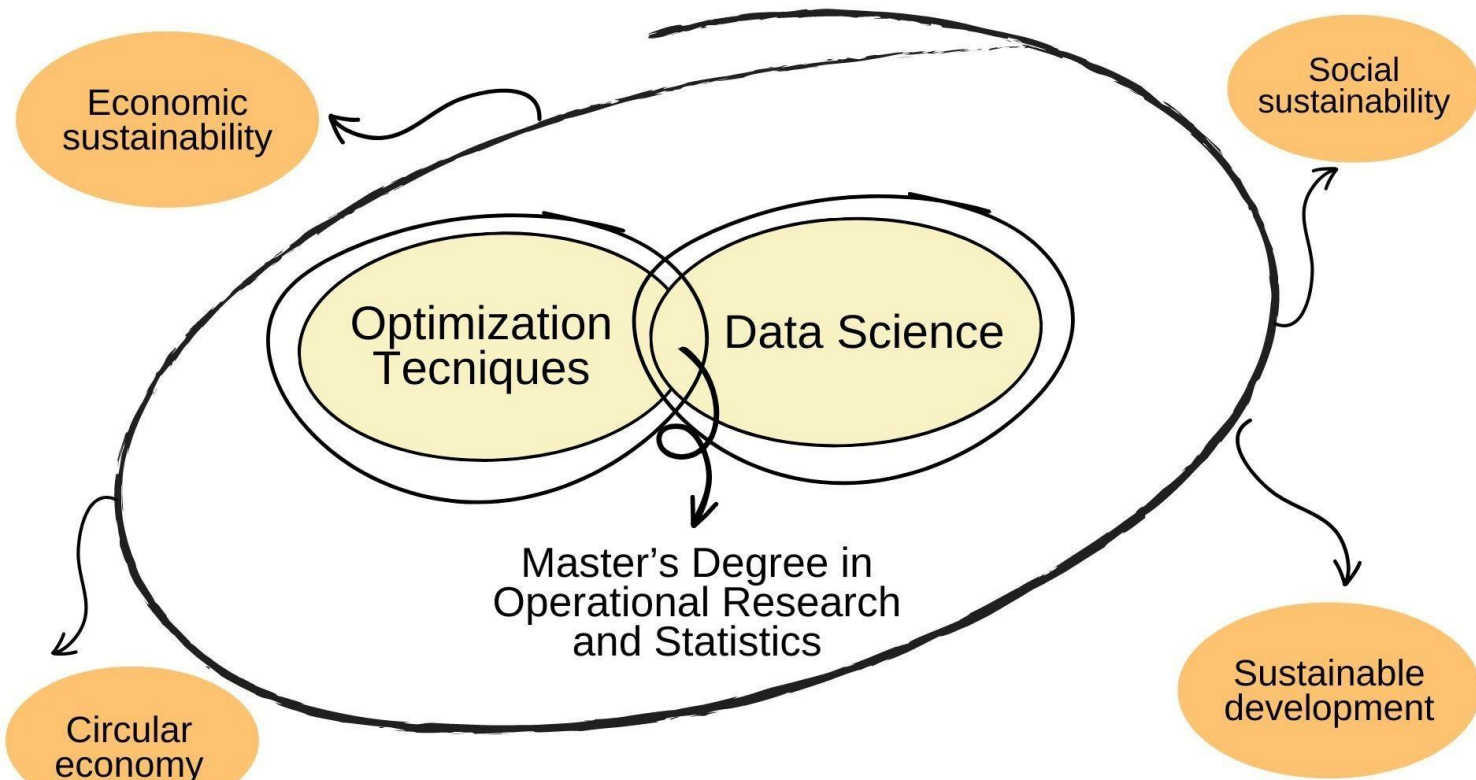 Economic
sustainability
Social
sustainability
Optimization
Tecniques
Data Science
Master’s Degree in
Operational Research
and Statistics
Circular
economy
Sustainable
development